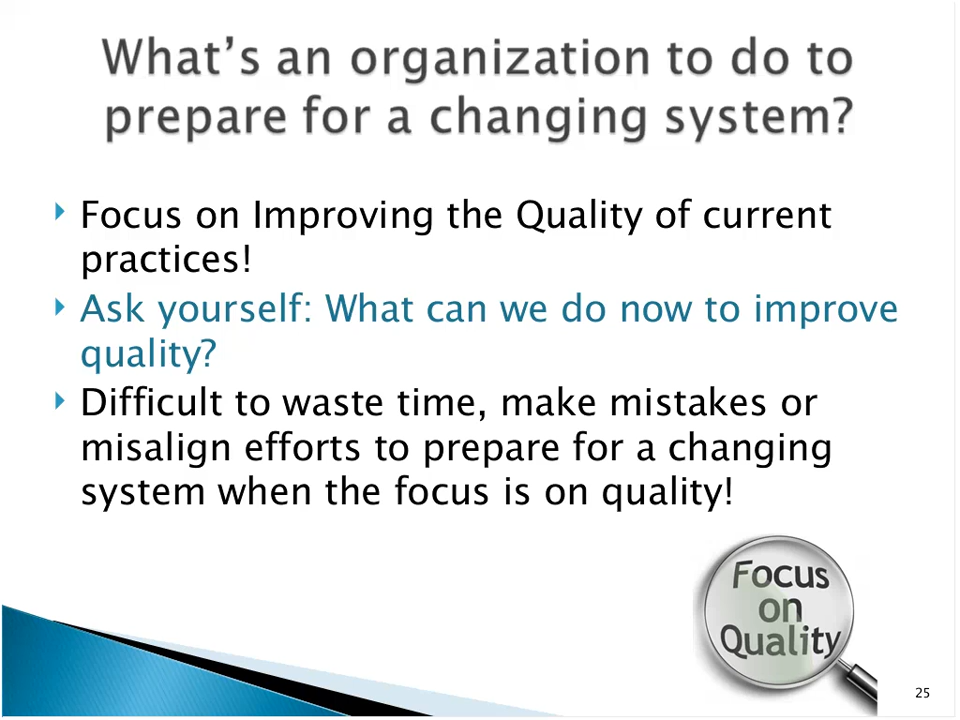 What’s an organization to do to
prepare for a changing system?
Focus on Improving the Quality of current
practices!
Ask yourself: What can we do now to improve
quality?
Difficult to waste time, make mistakes or
misalign efforts to prepare for a changing
system when the focus is on quality!
Focus
on
Quality
25